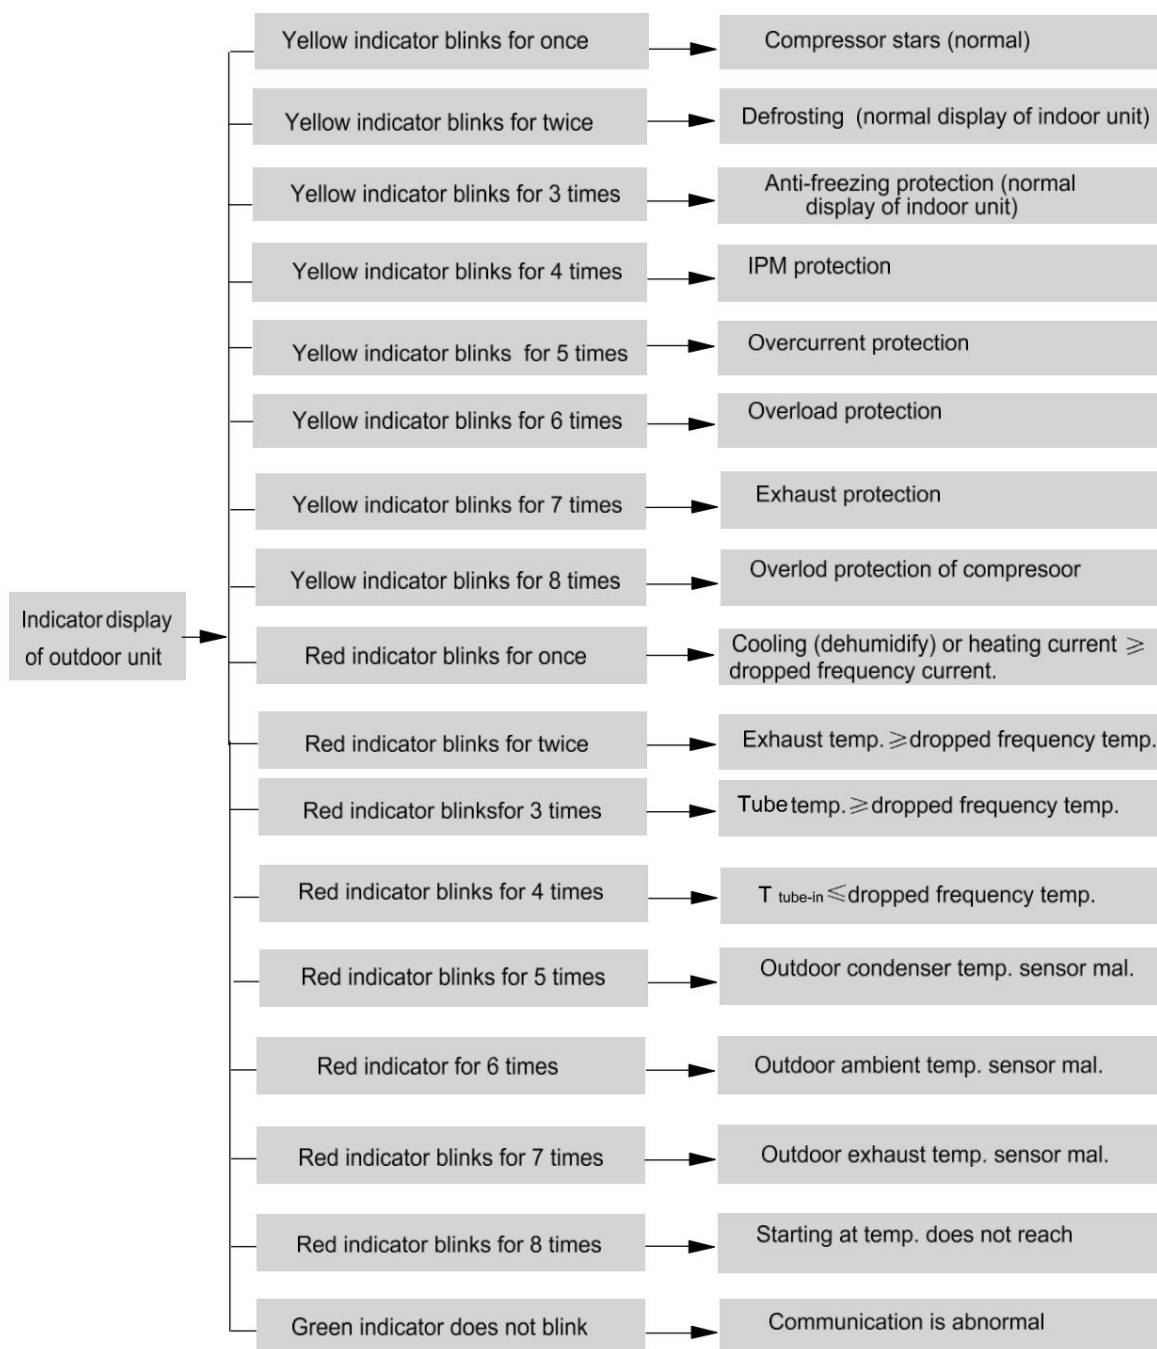 Yellow indicator blinks for once
Compressor stars (normal)
Yellow indicator blinks for twice
Defrosting (normal display of indoor unit)
Yellow indicator blinks for 3 times
Anti-freezing protection (normal
display of indoor unit)
Yellow indicator blinks for 4 times
IPM protection
Yellow indicator blinks for 5 times
Overcurrent protection
Yellow indicator blinks for 6 times
Overload protection
Yellow indicator blinks for 7 times
Exhaust protection
Yellow indicator blinks for 8 times
Overlod protection of compresoor
Indicator display
of outdoor unit
Red indicator blinks for once
Cooling (dehumidify) or heating current ≥
dropped frequency current.
Red indicator blinks for twice
Exhaust temp. ≥dropped frequency temp.
Red indicator blinksfor 3 times
Tube temp. ≥dropped frequency temp.
Red indicator blinks for 4 times
T tube-in ≤dropped frequency temp.
Red indicator blinks for 5 times
Outdoor condenser temp. sensor mal.
Red indicator for 6 times
Outdoor ambient temp. sensor mal.
Red indicator blinks for 7 times
Outdoor exhaust temp. sensor mal.
Red indicator blinks for 8 times
Starting at temp. does not reach
Green indicator does not blink
Communication is abnormal